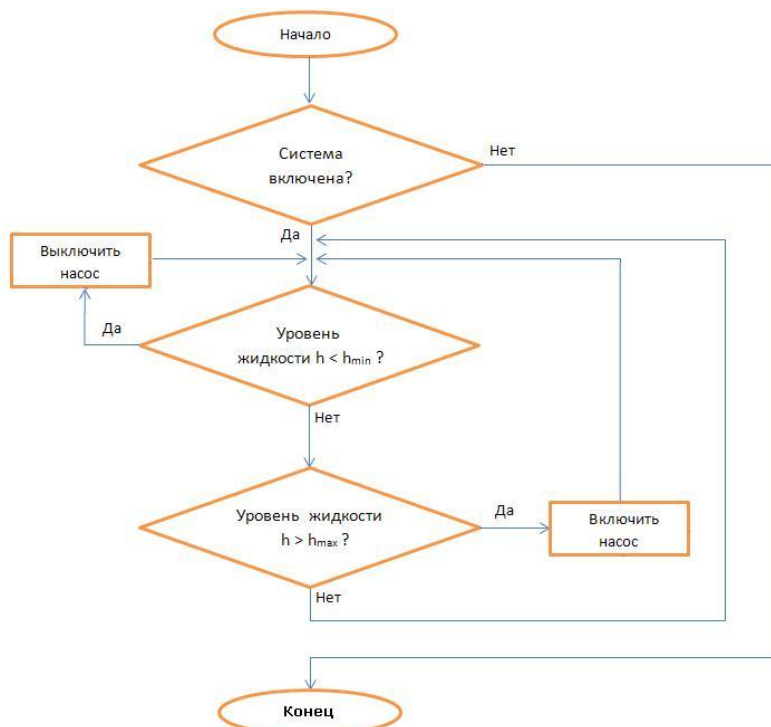 Начало
Система
включена?
Нет
Да
Выключить
насос
Да
Уровень
жидкости h < hmin ?
Нет
Уровень жидкости
h > hmax ?
Да
Включить
насос
Нет
Конец